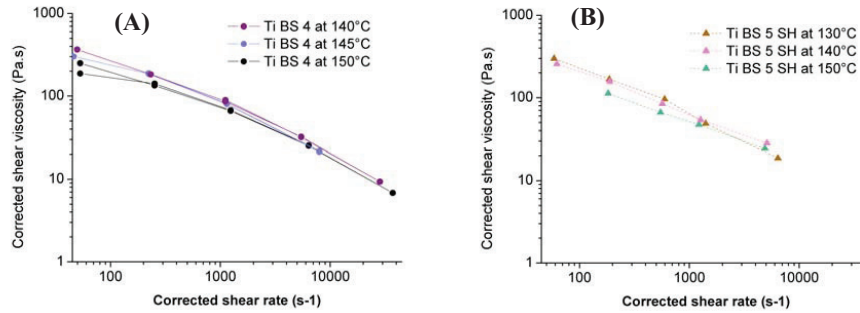 (A)
Ti BS 4 at 140°C
Ti BS 4 at 145°C
Ti BS 4 at 150°C
Corrected shear viscosity (Pa.s)
1000
100
10
1
100
1000
10000
Corrected shear rate (s-1)
(B)
Ti BS 5 SH at 130°C
Ti BS 5 SH at 140°C
Ti BS 5 SH at 150°C
Corrected shear viscosity (Pa.s)
1000
100
10
1
100
1000
10000
Corrected shear rate (s-1)